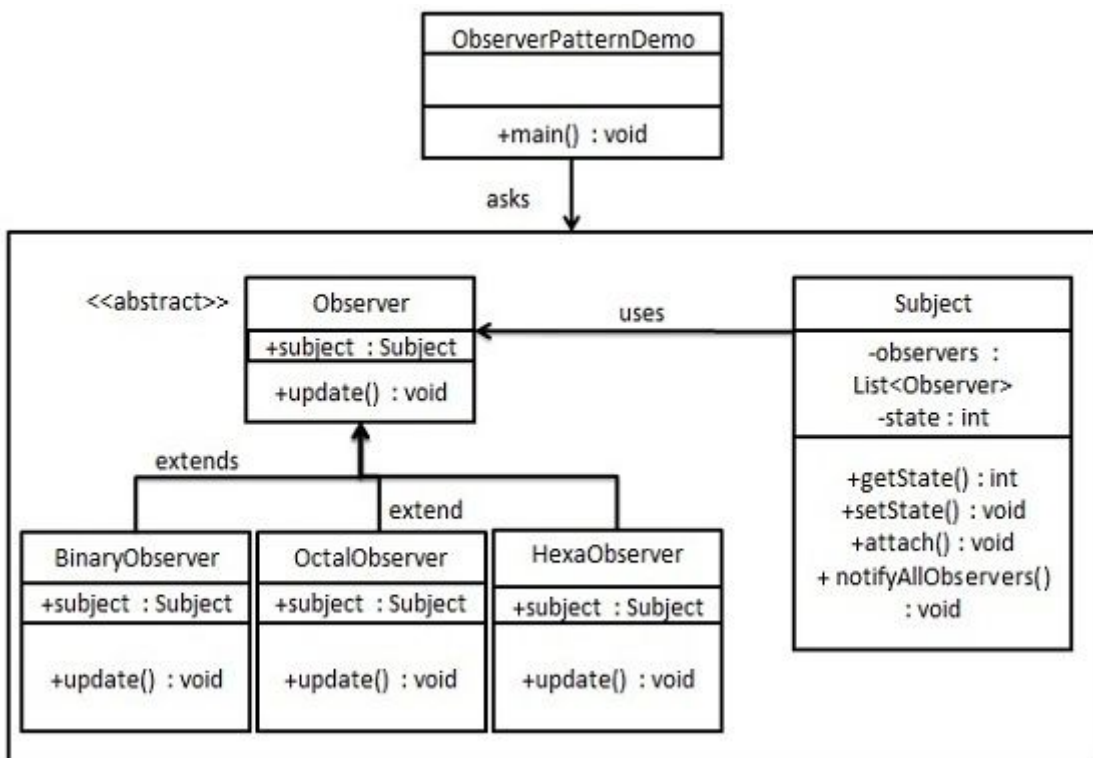 ObserverPatternDemo
+main() : void
asks
<<abstract>>
Observer
+subject : Subject
+update() : void
uses
Subject
-observers :
List<Observer>
-state : int
+getState() : int
+setState() : void
+attach() : void
+ notifyAllObservers()
: void
extends
extend
BinaryObserver
+subject : Subject
+update() : void
OctalObserver
+subject : Subject
+update() : void
HexaObserver
+subject : Subject
+update() : void